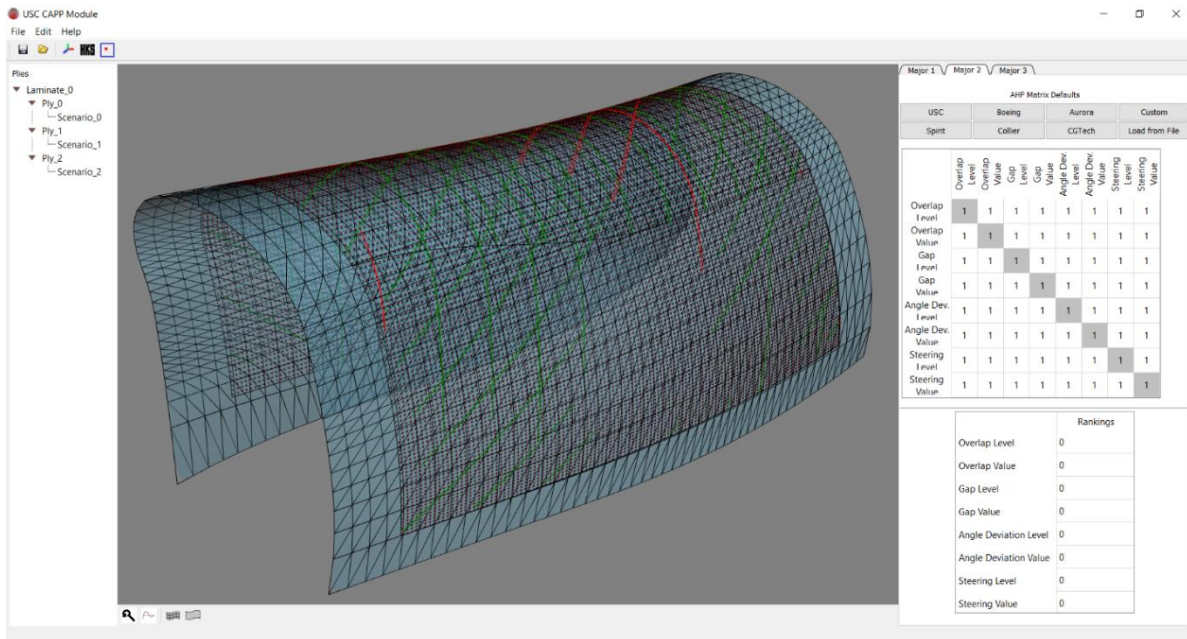 USC CAPP Module
File Edit Help
HKS
Plies
Laminate_0
Ply_0
Scenario_0
Ply_1
Scenario_1
Ply_2
Scenario_2
Major 1 Major 2 Major 3
AHP Matrix Defaults
USC Boeing Aurora Custom
Spirit Collier CGTech Load from File
Overlap Level Overlap Value Gap Level Gap Value Angle Dev. Level Angle Dev. Value Steering Level Steering Value
Overlap
Level 1 1 1 1 1 1 1 1
Overlap
Value 1 1 1 1 1 1 1 1
Gap
Level 1 1 1 1 1 1 1 1
Gap
Value 1 1 1 1 1 1 1 1
Angle Dev.
Level 1 1 1 1 1 1 1 1
Angle Dev.
Value 1 1 1 1 1 1 1 1
Steering
Level 1 1 1 1 1 1 1 1
Steering
Value 1 1 1 1 1 1 1 1
Rankings
Overlap Level 0
Overlap Value 0
Gap Level 0
Gap Value 0
Angle Deviation Level 0
Angle Deviation Value 0
Steering Level 0
Steering Value 0